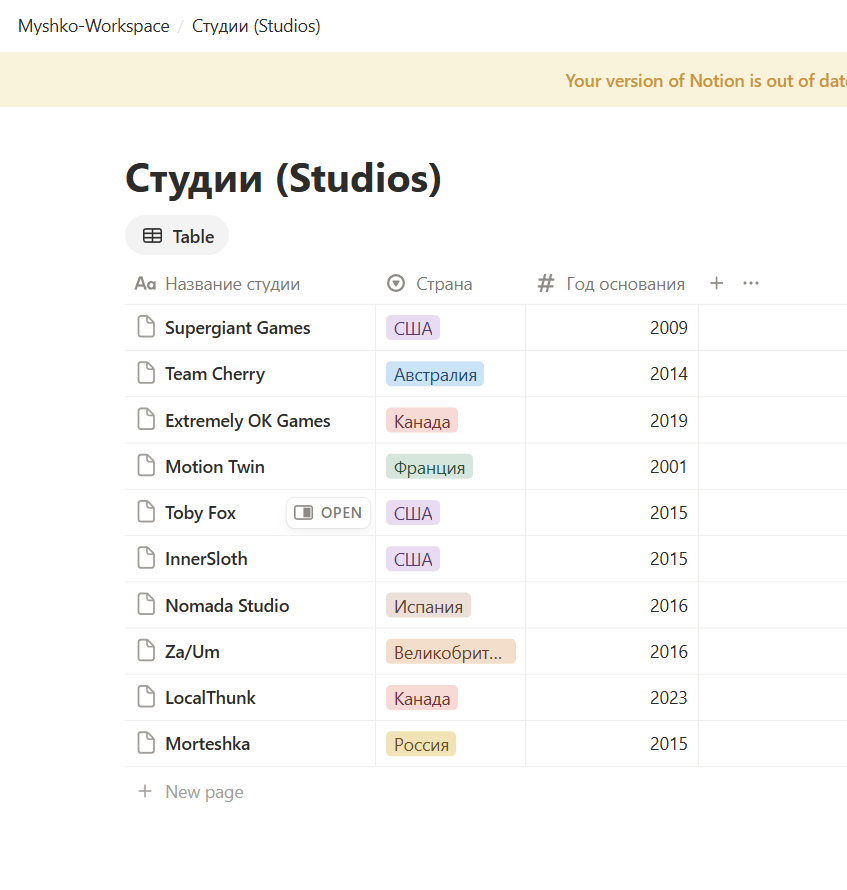 Myshko-Workspace / Студии (Studios)
Your version of Notion is out of dat
Студии (Studios)
Table
Aa Название студии Страна # Год основания + ...
Supergiant Games США 2009
Team Cherry Австралия 2014
Extremely OK Games Канада 2019
Motion Twin Франция 2001
Toby Fox OPEN США 2015
InnerSloth США 2015
Nomada Studio Испания 2016
Za/Um Великобрит... 2016
LocalThunk Канада 2023
Morteshka Россия 2015
+ New page